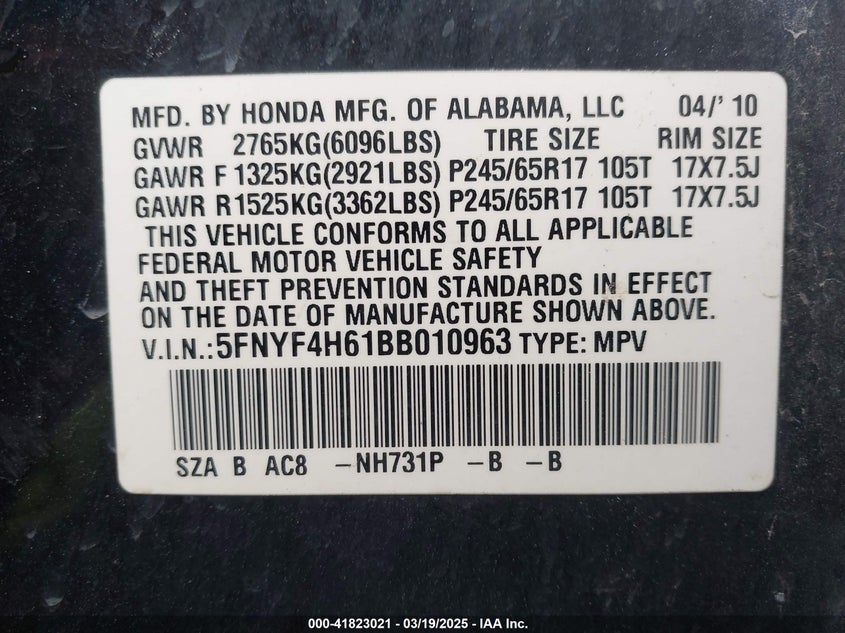 MFD. BY HONDA MFG. OF ALABAMA, LLC 04/'10
GVWR 2765KG(6096LBS) TIRE SIZE RIM SIZE
GAWR F 1325KG(2921LBS) P245/65R17 105T 17X7.5J
GAWR R 1525KG(3362LBS) P245/65R17 105T 17X7.5J
THIS VEHICLE CONFORMS TO ALL APPLICABLE
FEDERAL MOTOR VEHICLE SAFETY
AND THEFT PREVENTION STANDARDS IN EFFECT
ON THE DATE OF MANUFACTURE SHOWN ABOVE.
V.I.N.:5FNYF4H61BB010963 TYPE: MPV
SZA B AC8 -NH731P -B -B
000-41823021 - 03/19/2025 - IAA Inc.